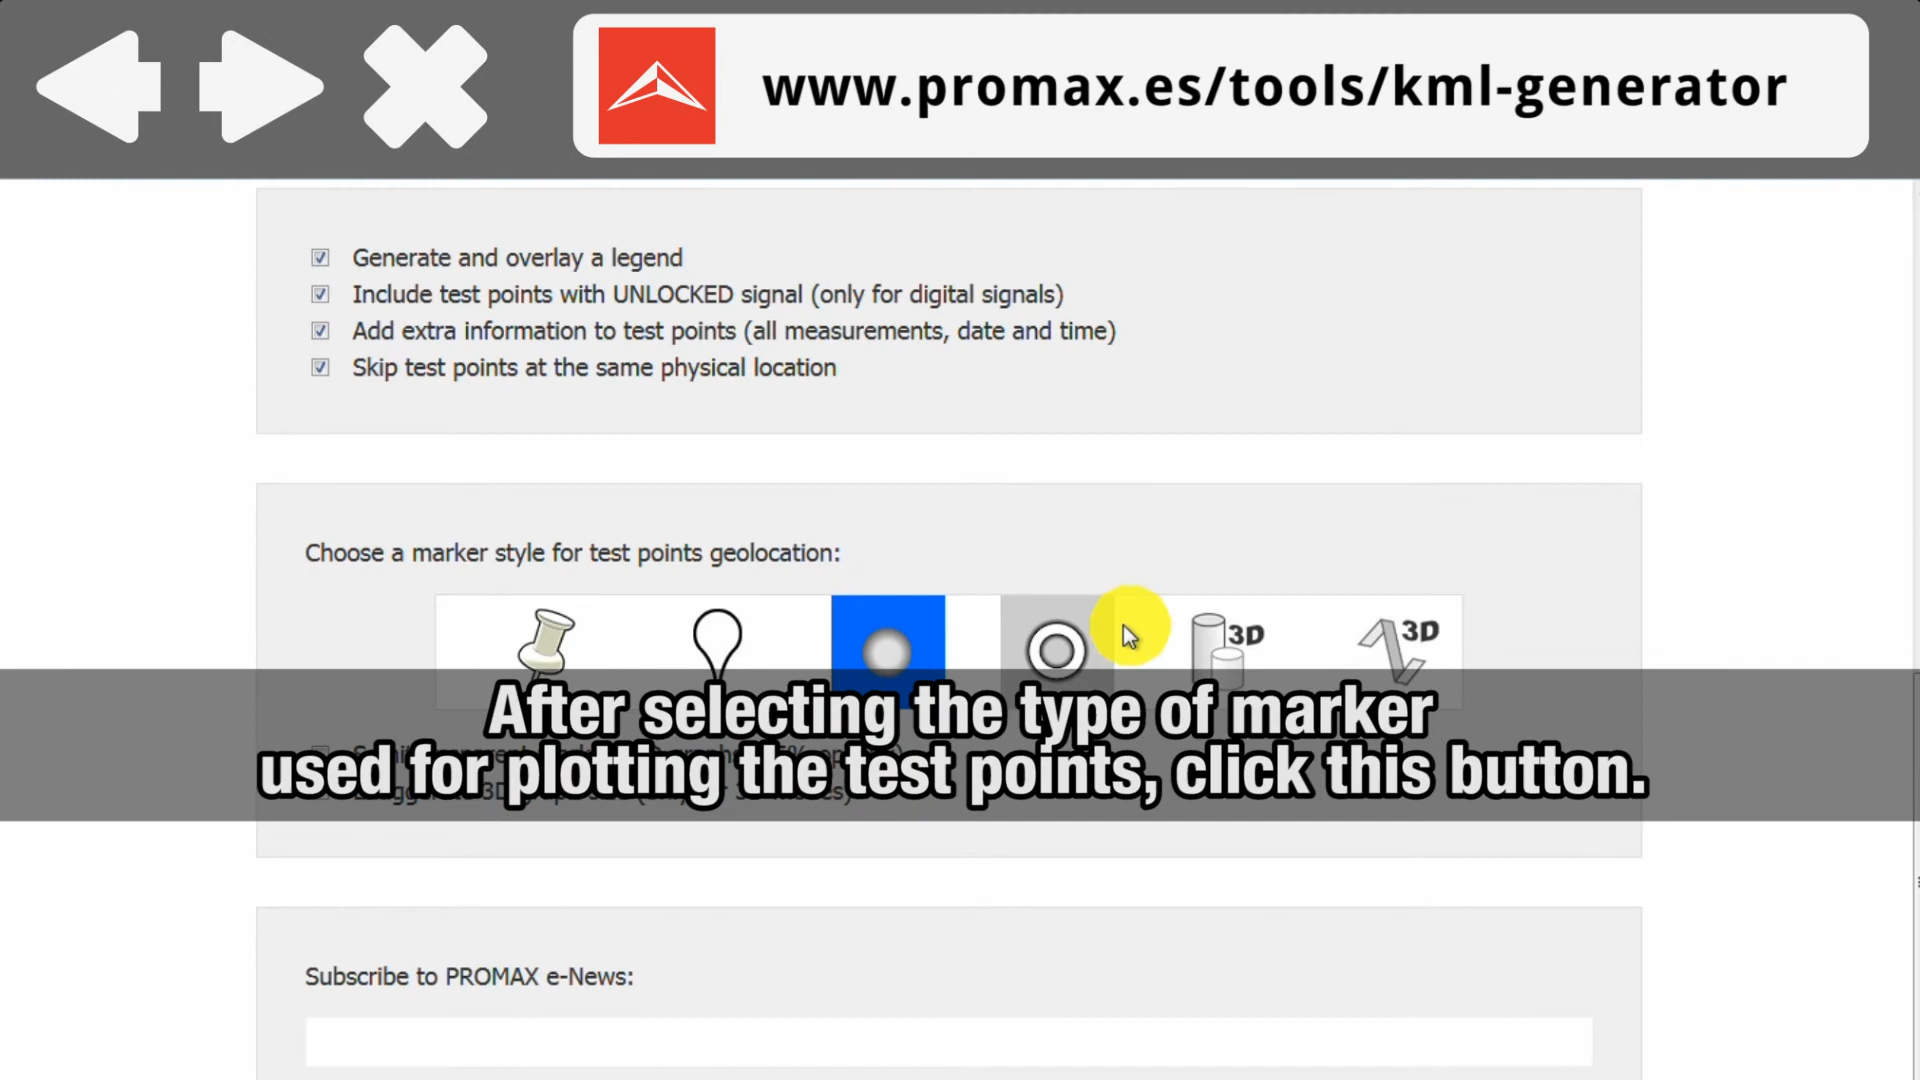 www.promax.es/tools/kml-generator
Generate and overlay a legend
Include test points with UNLOCKED signal (only for digital signals)
Add extra information to test points (all measurements, date and time)
Skip test points at the same physical location
Choose a marker style for test points geolocation:
3D
3D
After selecting the type of marker
used for plotting the test points, click this button.
Subscribe to PROMAX e-News: